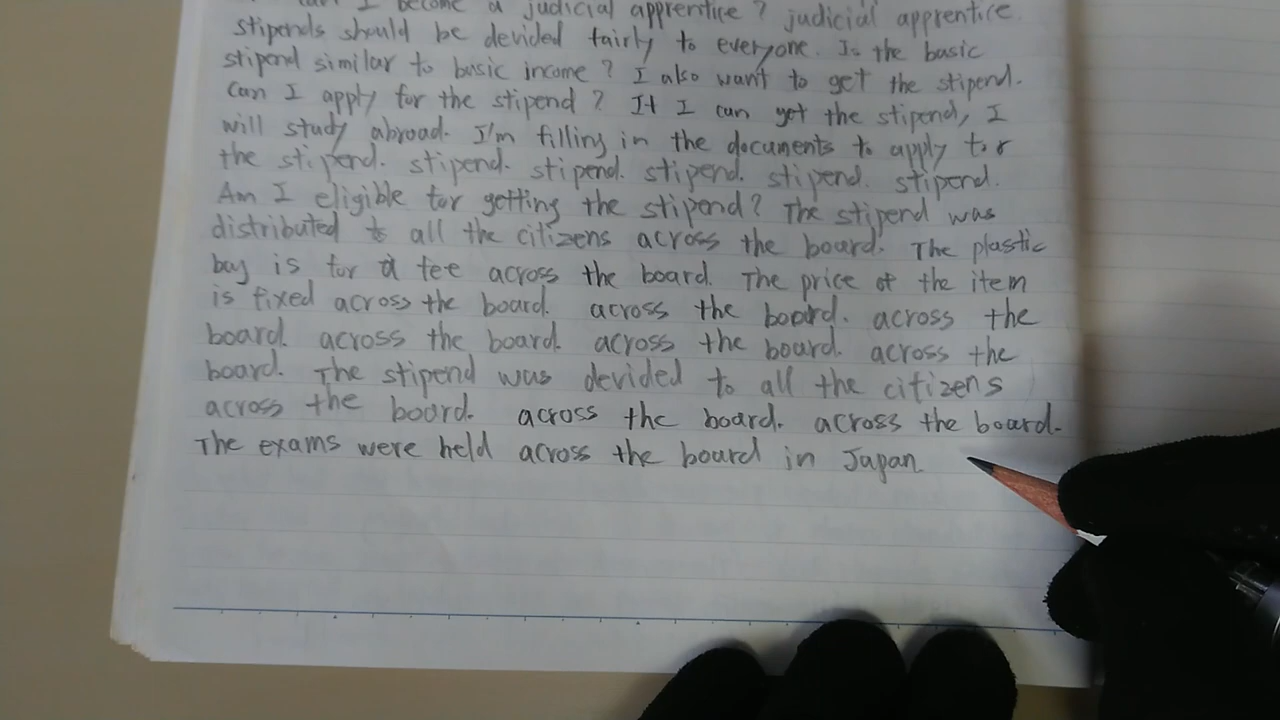 I become a judicial apprentice? judicial apprentice.
stipends should be devided fairly to everyone. Is the basic
stipend similar to basic income? I also want to get the stipend.
Can I apply for the stipend? If I can get the stipend, I
will study abroad. I'm filling in the documents to apply for
the stipend. stipend. stipend. stipend. stipend. stipend.
Am I eligible for getting the stipend? The stipend was
distributed to all the citizens across the board. The plastic
bag is for a fee across the board. The price of the item
is fixed across the board. across the board. across the
board. across the board. across the board. across the
board. The stipend was devided to all the citizens
across the board. across the board. across the board.
The exams were held across the board in Japan.